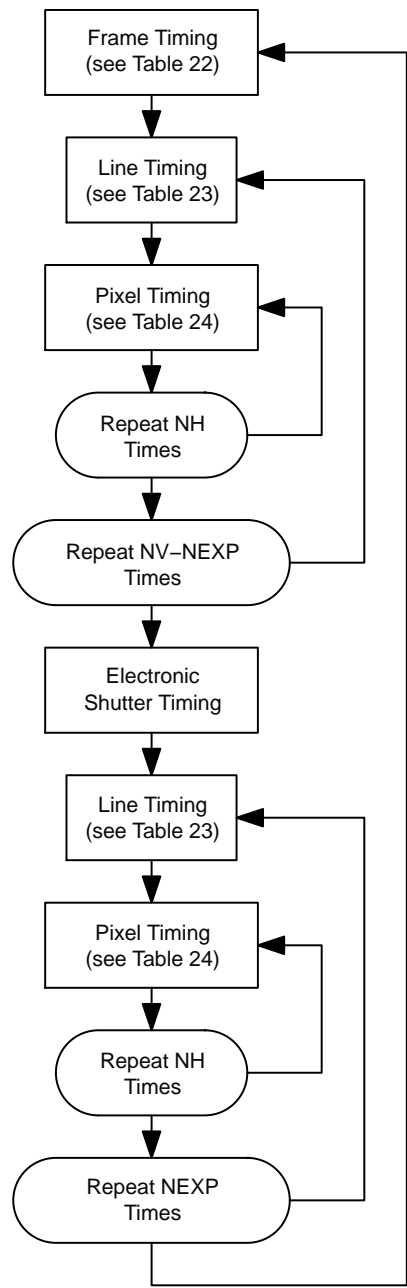 Frame Timing
(see Table 22)
Line Timing
(see Table 23)
Pixel Timing
(see Table 24)
Repeat NH
Times
Repeat NV−NEXP
Times
Electronic
Shutter Timing
Line Timing
(see Table 23)
Pixel Timing
(see Table 24)
Repeat NH
Times
Repeat NEXP
Times